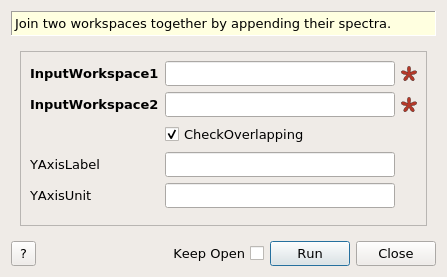 Join two workspaces together by appending their spectra.
InputWorkspace1
InputWorkspace2
CheckOverlapping
YAxisLabel
YAxisUnit
? Keep Open Run Close